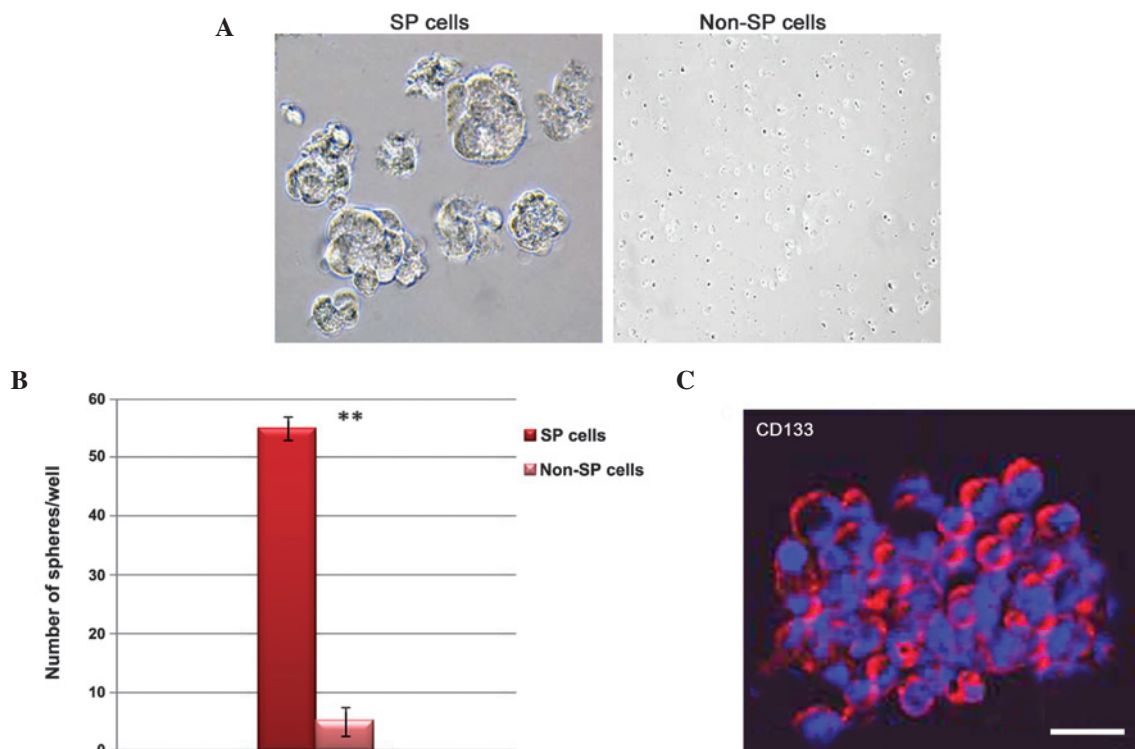 A
SP cells
Non-SP cells
B
Number of spheres/well
60
50
40
30
20
10
0
**
SP cells
Non-SP cells
C
CD133